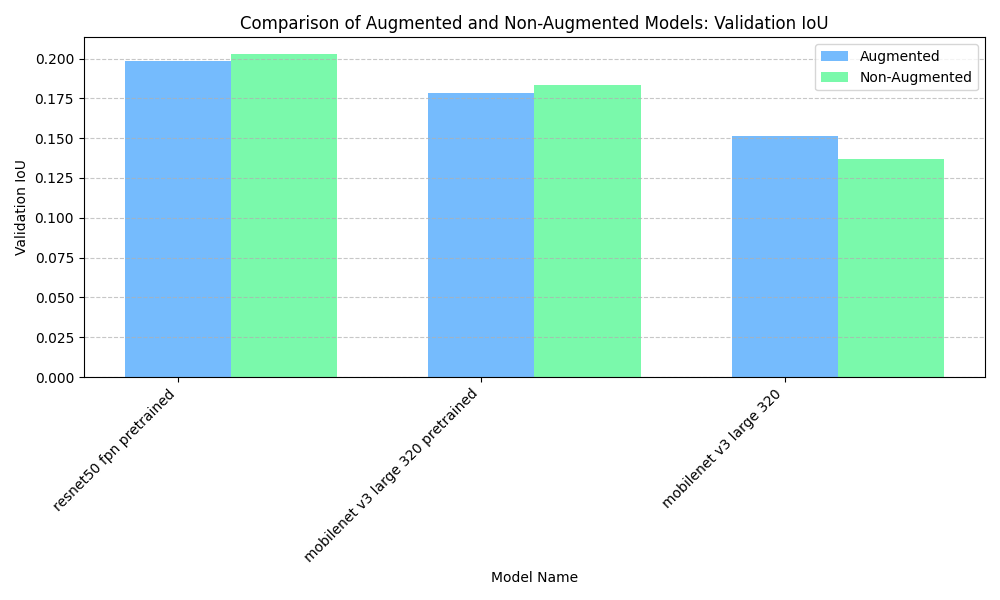 Comparison of Augmented and Non-Augmented Models: Validation IoU
Augmented
Non-Augmented
Validation IoU
0.200
0.175
0.150
0.125
0.100
0.075
0.050
0.025
0.000
resnet50 fpn pretrained
mobilenet v3 large 320 pretrained
mobilenet v3 large 320
Model Name